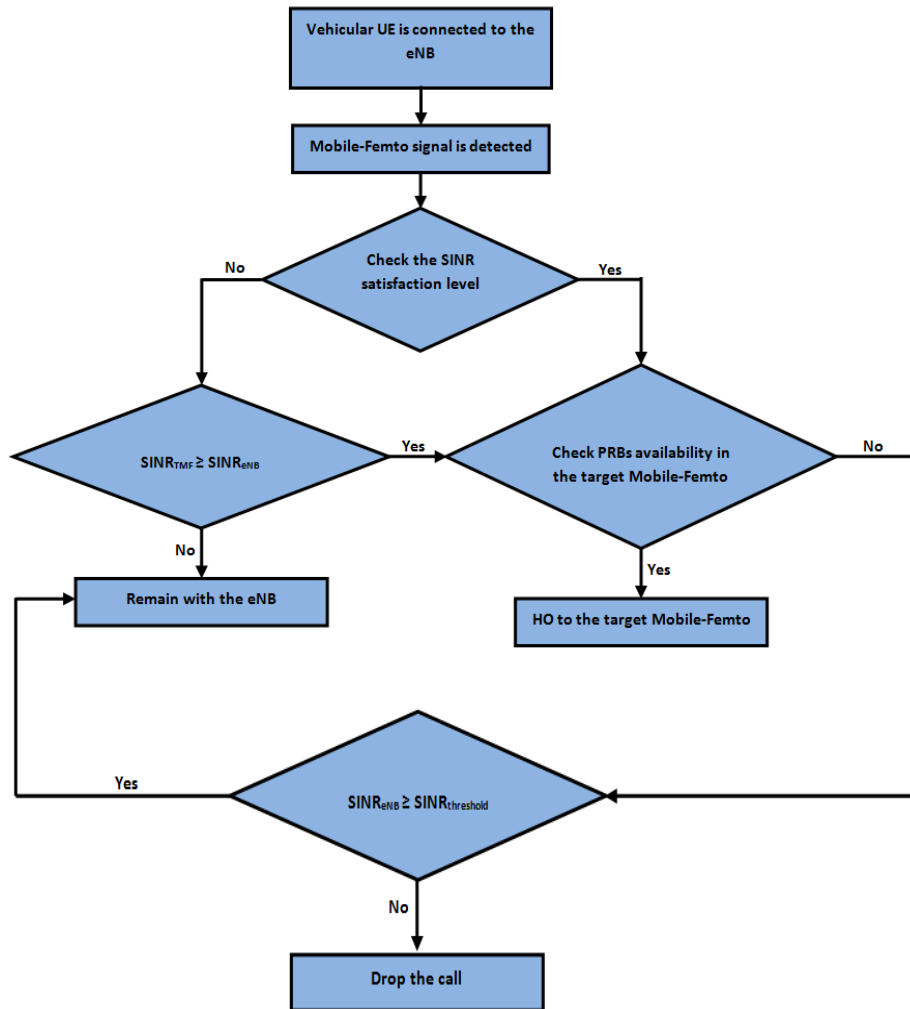 Vehicular UE is connected to the
eNB
Mobile-Femto signal is detected
No
Check the SINR
satisfaction level
Yes
SINRTMF ≥ SINReNB
Yes
Check PRBs availability in
the target Mobile-Femto
No
No
Yes
Remain with the eNB
HO to the target Mobile-Femto
Yes
SINReNB ≥ SINRthreshold
No
Drop the call